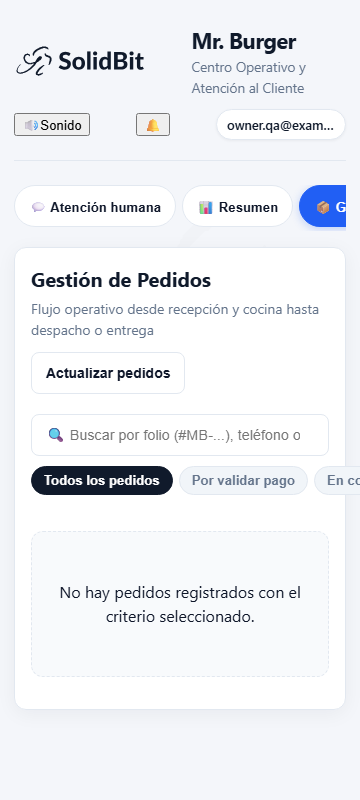 SolidBit
Mr. Burger
Centro Operativo y
Atención al Cliente
Sonido
owner.qa@exam...
Atención humana
Resumen
G
Gestión de Pedidos
Flujo operativo desde recepción y cocina hasta
despacho o entrega
Actualizar pedidos
Buscar por folio (#MB-...), teléfono o
Todos los pedidos
Por validar pago
En co
No hay pedidos registrados con el
criterio seleccionado.